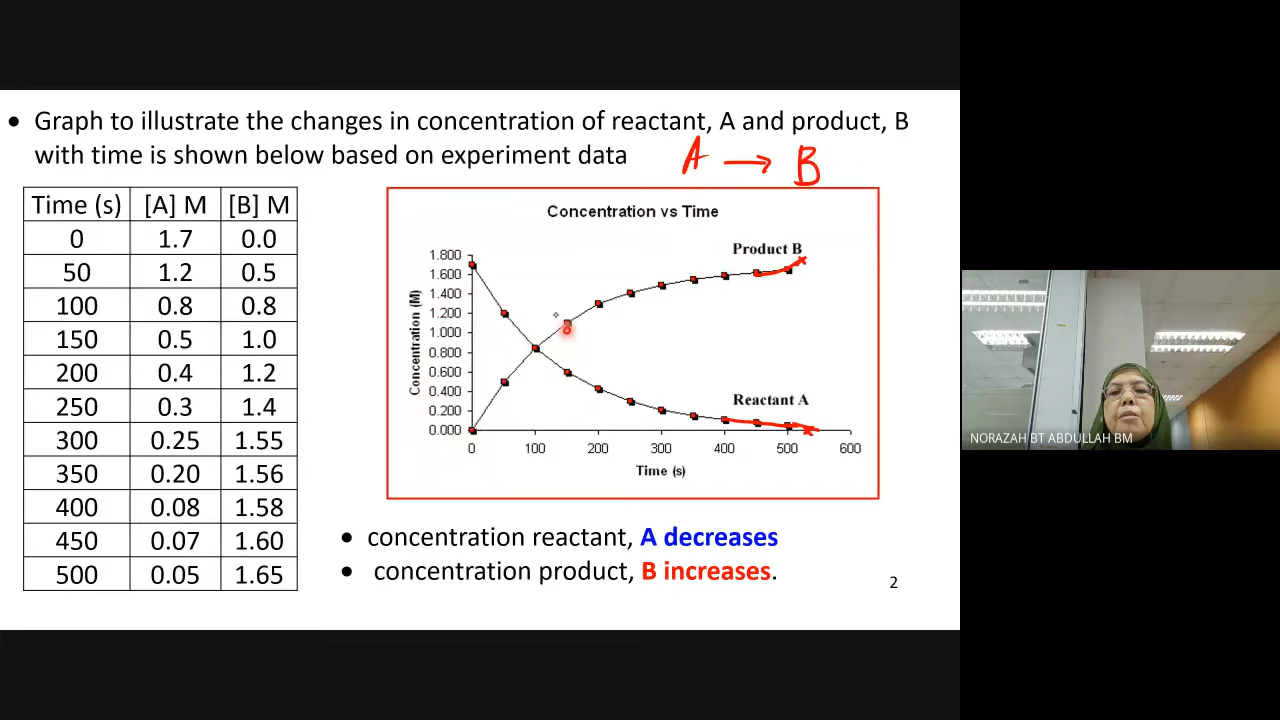 • Graph to illustrate the changes in concentration of reactant, A and product, B
with time is shown below based on experiment data
A → B
Time (s) [A] M [B] M
0 1.7 0.0
50 1.2 0.5
100 0.8 0.8
150 0.5 1.0
200 0.4 1.2
250 0.3 1.4
300 0.25 1.55
350 0.20 1.56
400 0.08 1.58
450 0.07 1.60
500 0.05 1.65
Concentration vs Time
Product B
Concentration (M)
1.800
1.600
1.400
1.200
1.000
0.800
0.600
0.400
0.200
0.000
Reactant A
0 100 200 300 400 500 600
Time (s)
• concentration reactant, A decreases
• concentration product, B increases.
2
NORAZAH BT ABDULLAH BM